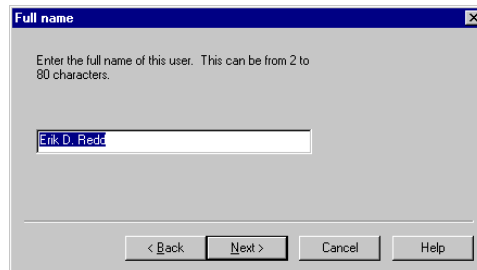 Full name
Enter the full name of this user. This can be from 2 to
80 characters.
Erik D. Redd
< Back
Next >
Cancel
Help